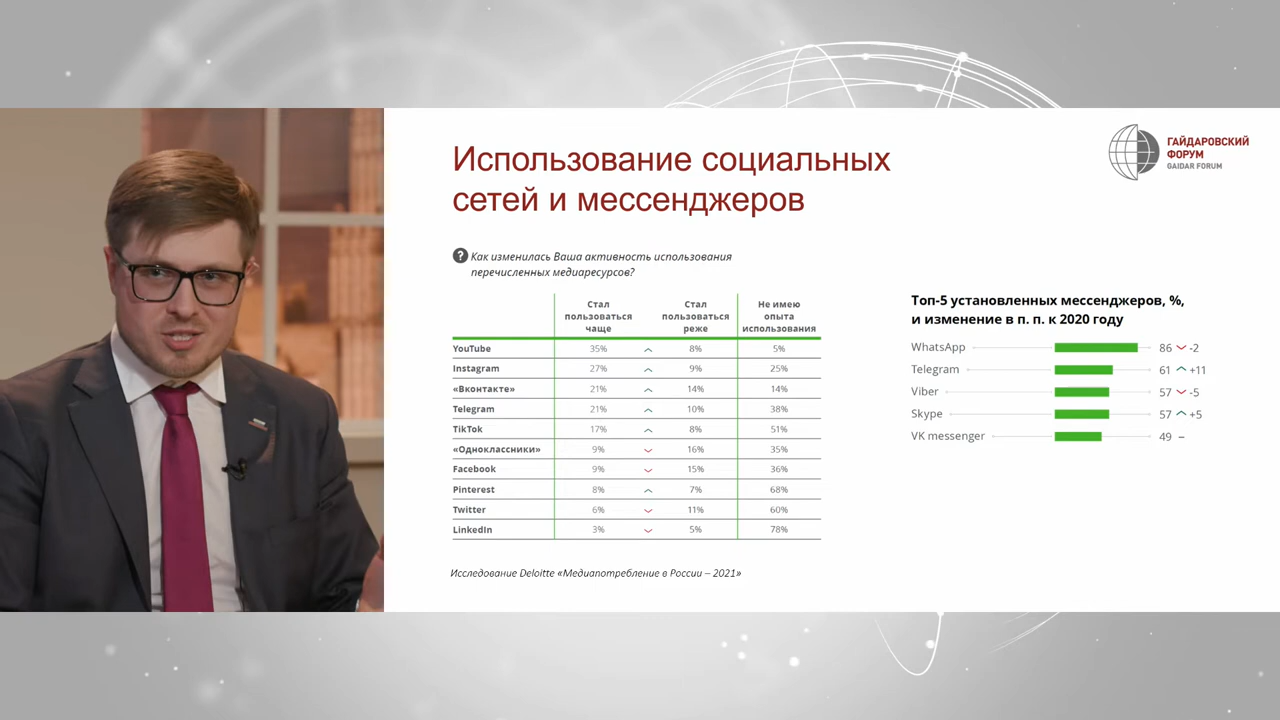 Использование социальных
сетей и мессенджеров
ГАЙДАРОВСКИЙ
ФОРУМ
GAIDAR FORUM
? Как изменилась Ваша активность использования
перечисленных медиаресурсов?
Стал пользоваться чаще Стал пользоваться реже Не имею опыта использования
YouTube 35% 8% 5%
Instagram 27% 9% 25%
«Вконтакте» 21% 14% 14%
Telegram 21% 10% 38%
TikTok 17% 8% 51%
«Одноклассники» 9% 16% 35%
Facebook 9% 15% 36%
Pinterest 8% 7% 68%
Twitter 6% 11% 60%
LinkedIn 3% 5% 78%
Исследование Deloitte «Медиапотребление в России – 2021»
Топ-5 установленных мессенджеров, %,
и изменение в п. п. к 2020 году
WhatsApp 86 -2
Telegram 61 +11
Viber 57 -5
Skype 57 +5
VK messenger 49 –